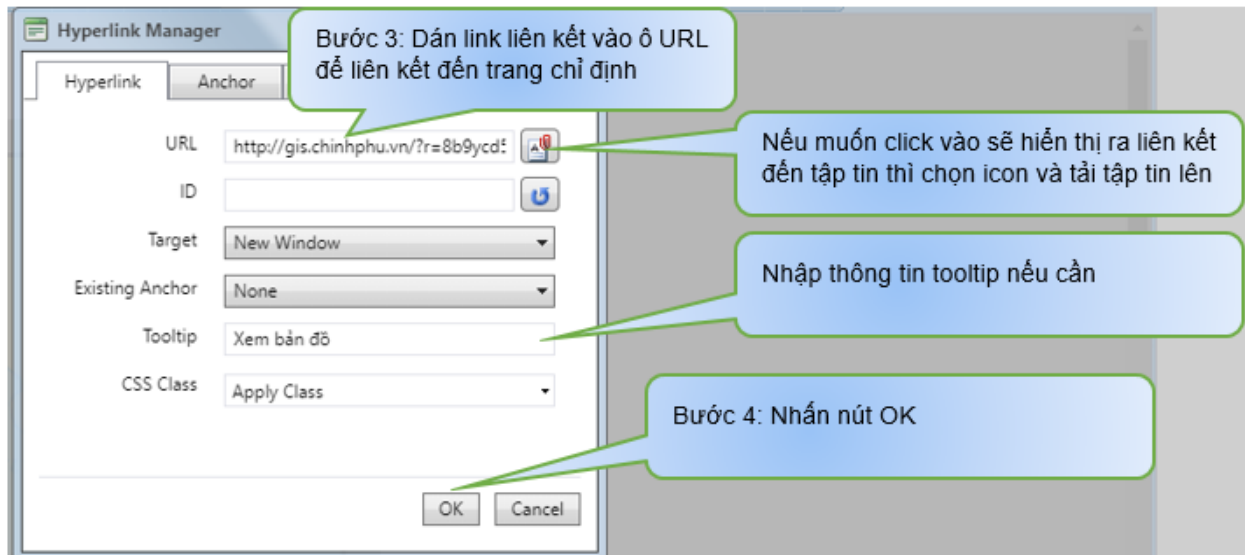 Hyperlink Manager
Bước 3: Dán link liên kết vào ô URL
để liên kết đến trang chỉ định
Hyperlink
Anchor
URL
http://gis.chinhphu.vn/?r=8b9ycd
Nếu muốn click vào sẽ hiển thị ra liên kết
đến tập tin thì chọn icon và tải tập tin lên
ID
Target
New Window
Nhập thông tin tooltip nếu cần
Existing Anchor
None
Tooltip
Xem bản đồ
CSS Class
Apply Class
Bước 4: Nhấn nút OK
OK
Cancel